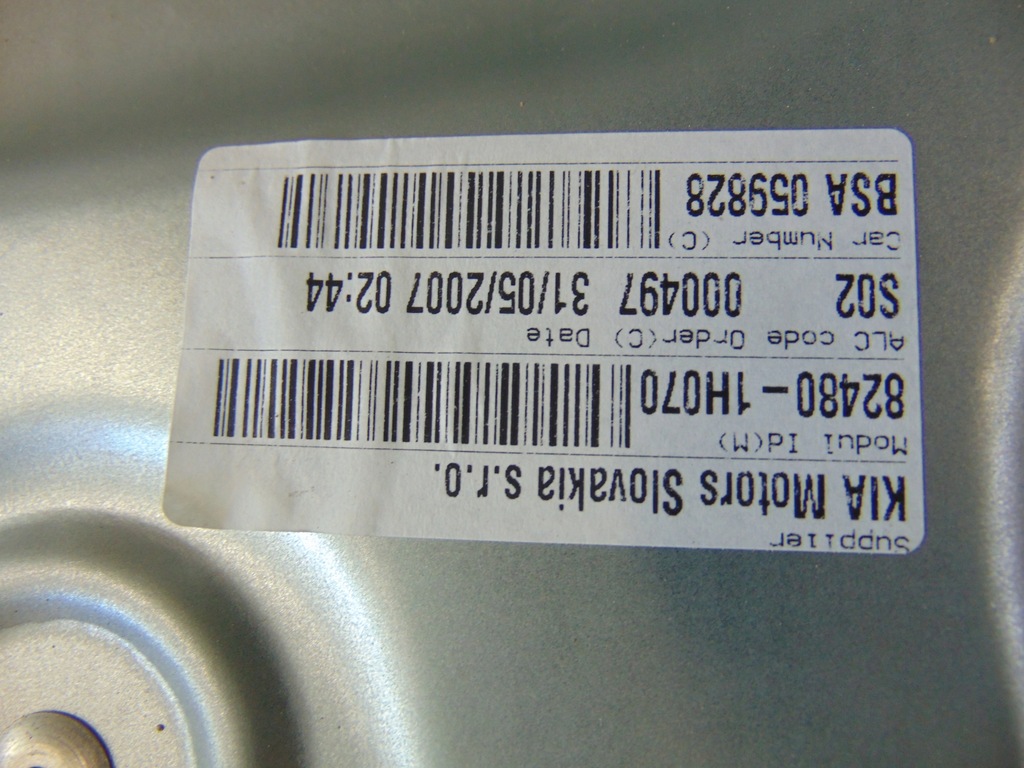 Supplier
KIA Motors Slovakia s.r.o.
Modul Id(M)
82480-1H070
ALC code Order(C) Date
S02 000497 31/05/2007 02:44
Car Number (C)
BSA 059828